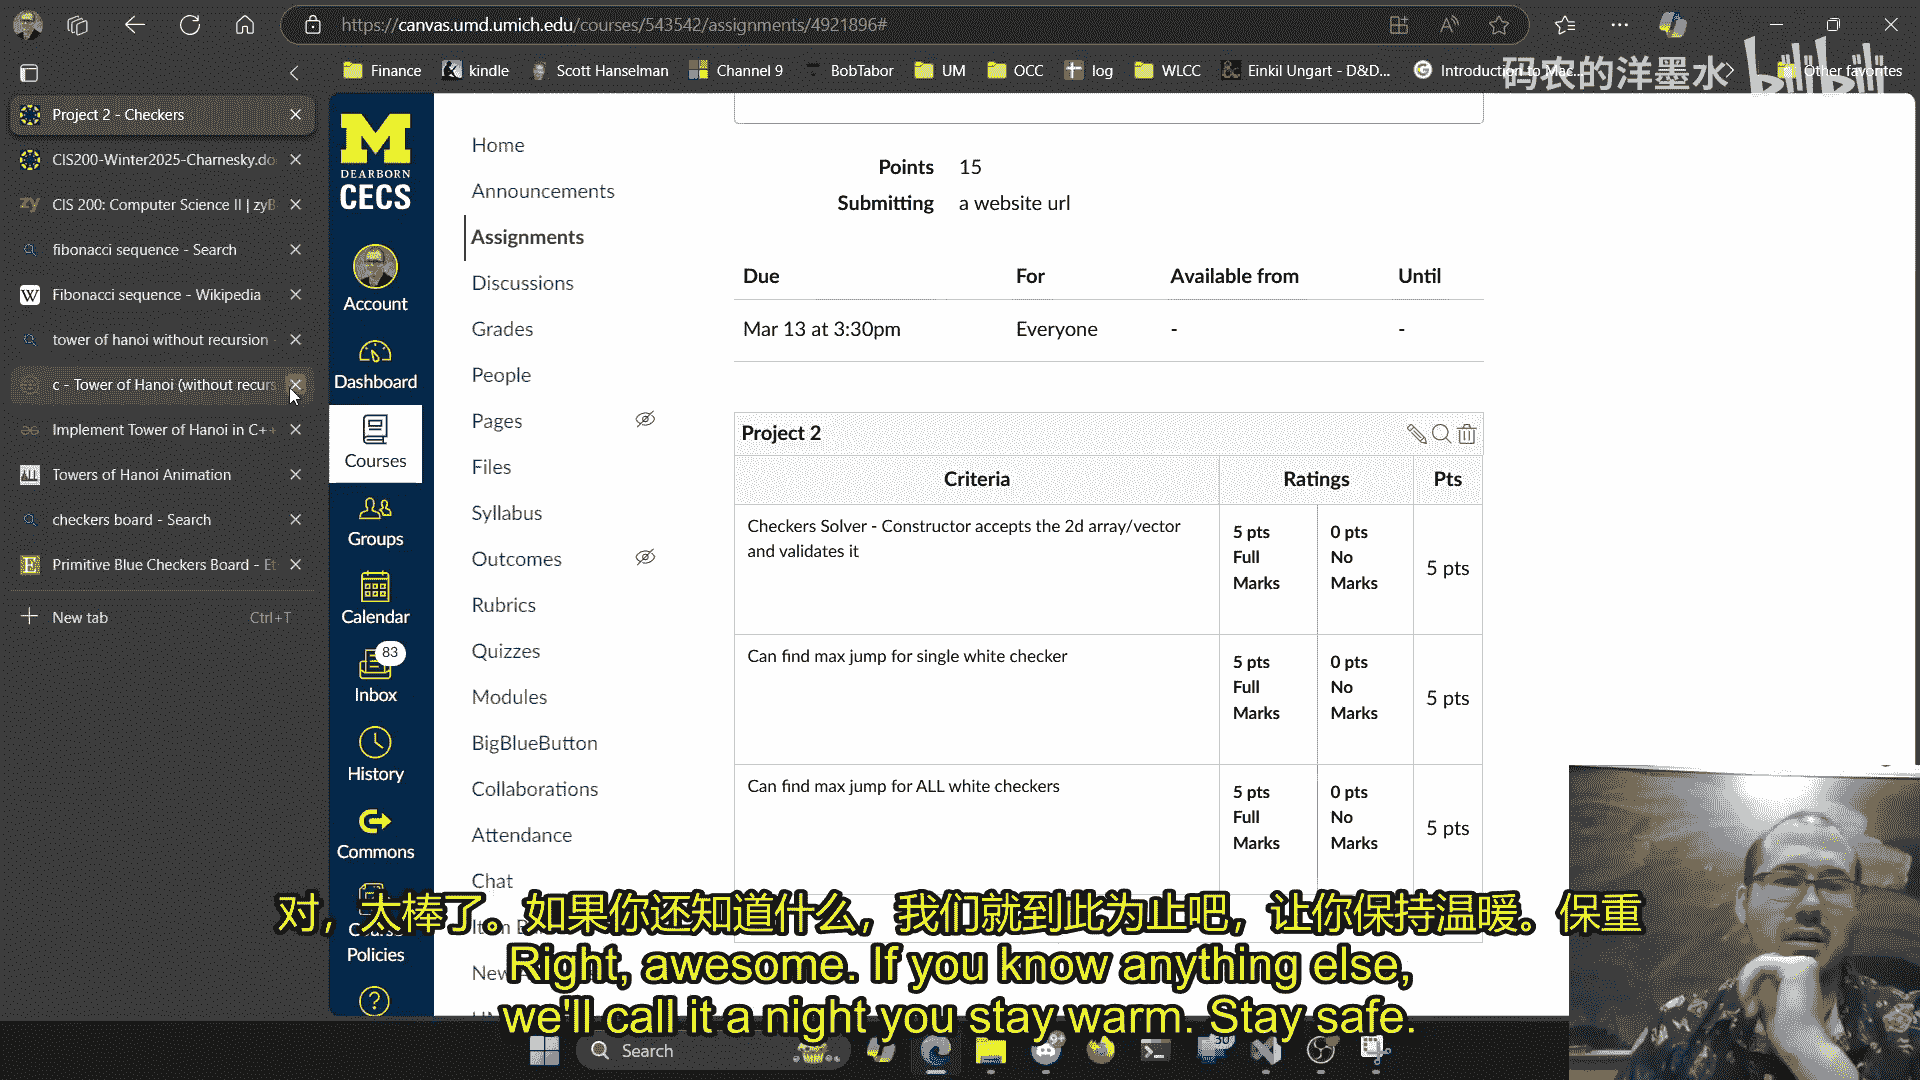 https://canvas.umd.umich.edu/courses/543542/assignments/4921896#
Finance
kindle
Scott Hanselman
Channel 9
BobTabor
UM
OCC
log
WLCC
Einkil Ungart - D&D...
Introduction to Mac...
Other favorites
码农的洋墨水
bilibili
Project 2 - Checkers
CIS200-Winter2025-Charnesky.do
CIS 200: Computer Science II | zyB
fibonacci sequence - Search
Fibonacci sequence - Wikipedia
tower of hanoi without recursion
c - Tower of Hanoi (without recurs
Implement Tower of Hanoi in C++
Towers of Hanoi Animation
checkers board - Search
Primitive Blue Checkers Board - Et
New tab
Ctrl+T
M
DEARBORN
CECS
Account
Dashboard
Courses
Groups
Calendar
83
Inbox
History
Commons
Policies
Home
Announcements
Assignments
Discussions
Grades
People
Pages
Files
Syllabus
Outcomes
Rubrics
Quizzes
Modules
BigBlueButton
Collaborations
Attendance
Chat
Points 15
Submitting a website url
Due For Available from Until
Mar 13 at 3:30pm Everyone - -
Project 2
Criteria Ratings Pts
Checkers Solver - Constructor accepts the 2d array/vector
and validates it
5 pts
Full
Marks
0 pts
No
Marks
5 pts
Can find max jump for single white checker
5 pts
Full
Marks
0 pts
No
Marks
5 pts
Can find max jump for ALL white checkers
5 pts
Full
Marks
0 pts
No
Marks
5 pts
对，太棒了。如果你还知道什么，我们就到此为止吧，让你保持温暖。保重
Right, awesome. If you know anything else,
we'll call it a night you stay warm. Stay safe.
Search